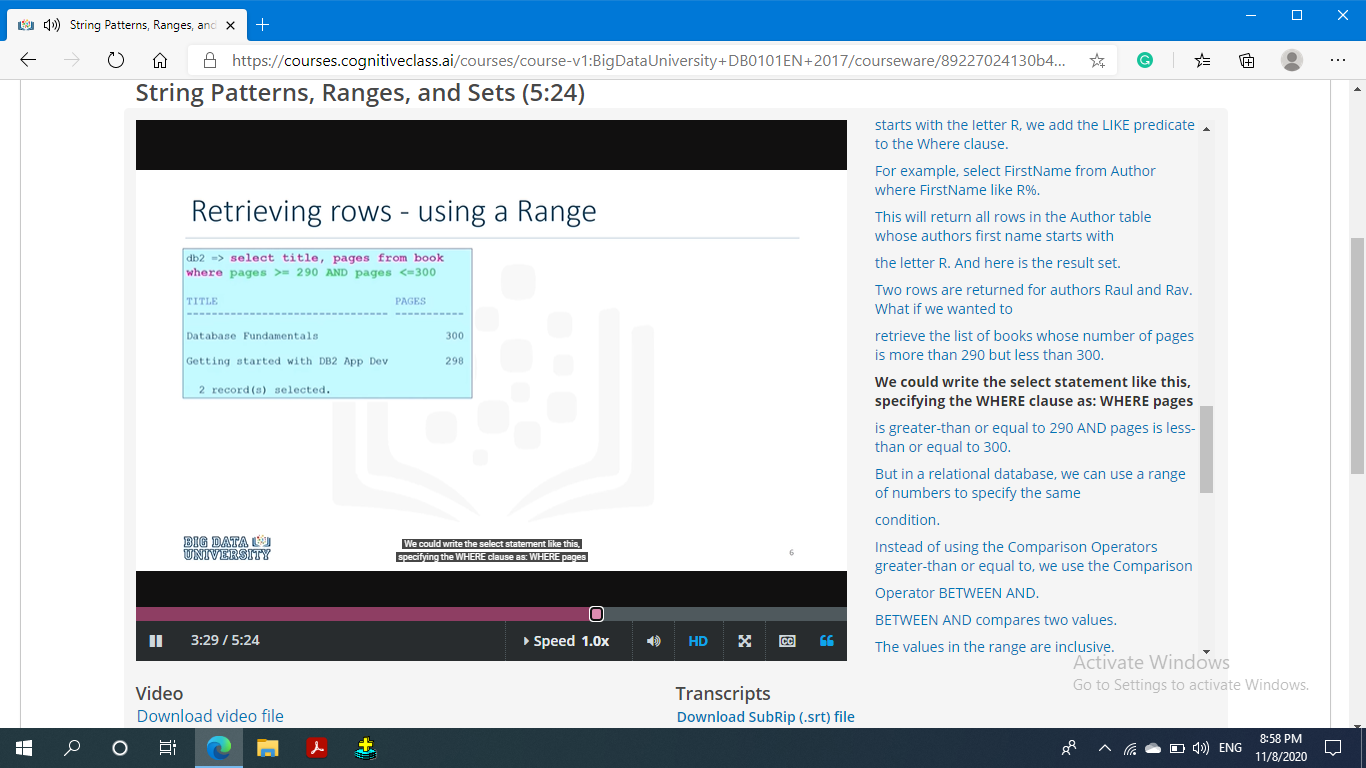 String Patterns, Ranges, and
https://courses.cognitiveclass.ai/courses/course-v1:BigDataUniversity+DB0101EN+2017/courseware/89227024130b4...
String Patterns, Ranges, and Sets (5:24)
Retrieving rows - using a Range
db2 => select title, pages from book
where pages >= 290 AND pages <=300
TITLE PAGES
------------------------------- -----------
Database Fundamentals 300
Getting started with DB2 App Dev 298
2 record(s) selected.
BIG DATA
UNIVERSITY
We could write the select statement like this,
specifying the WHERE clause as: WHERE pages
6
3:29 / 5:24
Speed 1.0x
HD
CC
starts with the letter R, we add the LIKE predicate
to the Where clause.
For example, select FirstName from Author
where FirstName like R%.
This will return all rows in the Author table
whose authors first name starts with
the letter R. And here is the result set.
Two rows are returned for authors Raul and Rav.
What if we wanted to
retrieve the list of books whose number of pages
is more than 290 but less than 300.
We could write the select statement like this,
specifying the WHERE clause as: WHERE pages
is greater-than or equal to 290 AND pages is less-
than or equal to 300.
But in a relational database, we can use a range
of numbers to specify the same
condition.
Instead of using the Comparison Operators
greater-than or equal to, we use the Comparison
Operator BETWEEN AND.
BETWEEN AND compares two values.
The values in the range are inclusive.
Activate Windows
Go to Settings to activate Windows.
Video
Download video file
Transcripts
Download SubRip (.srt) file
ENG
8:58 PM
11/8/2020